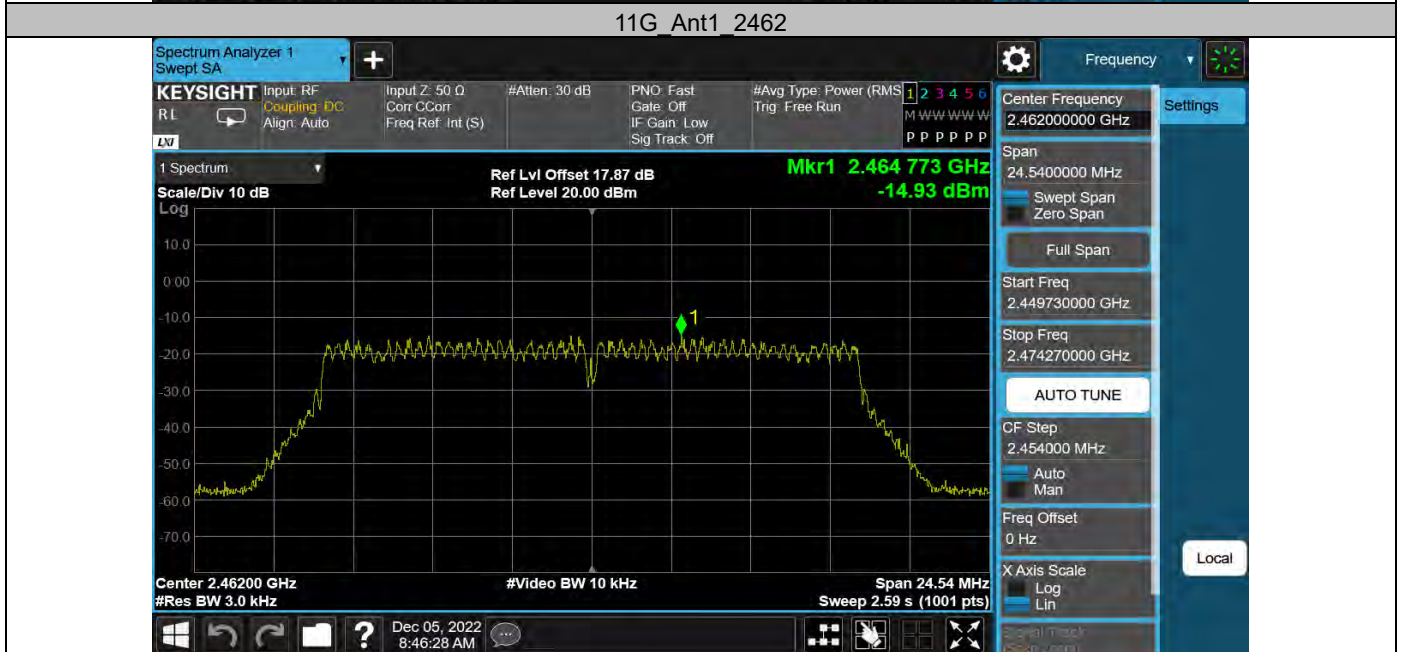 11G_Ant1_2462
Spectrum Analyzer 1
Swept SA
Frequency
KEYSIGHT
RL
LXI
Input: RF
Coupling: DC
Align: Auto
Input Z: 50 Ω
Corr CCorr
Freq Ref: Int (S)
#Atten: 30 dB
PNO: Fast
Gate: Off
IF Gain: Low
Sig Track: Off
#Avg Type: Power (RMS
Trig: Free Run
1 2 3 4 5 6
M W W W W W
P P P P P P
Center Frequency
2.462000000 GHz
Settings
1 Spectrum
Scale/Div 10 dB
Log
Ref Lvl Offset 17.87 dB
Ref Level 20.00 dBm
Mkr1 2.464 773 GHz
-14.93 dBm
Span
24.5400000 MHz
Swept Span
Zero Span
Full Span
Start Freq
2.449730000 GHz
Stop Freq
2.474270000 GHz
AUTO TUNE
CF Step
2.454000 MHz
Auto
Man
Freq Offset
0 Hz
X Axis Scale
Log
Lin
Local
10.0
0.00
-10.0
-20.0
-30.0
-40.0
-50.0
-60.0
-70.0
1
Center 2.46200 GHz
#Res BW 3.0 kHz
#Video BW 10 kHz
Span 24.54 MHz
Sweep 2.59 s (1001 pts)
?
Dec 05, 2022
8:46:28 AM
Signal Track